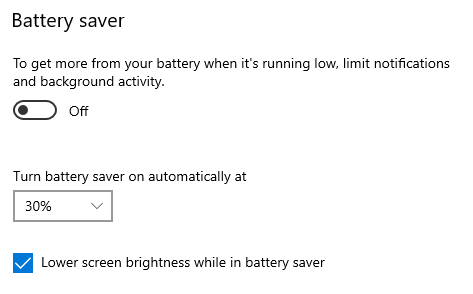 Battery saver
To get more from your battery when it's running low, limit notifications
and background activity.
Off
Turn battery saver on automatically at
30%
Lower screen brightness while in battery saver